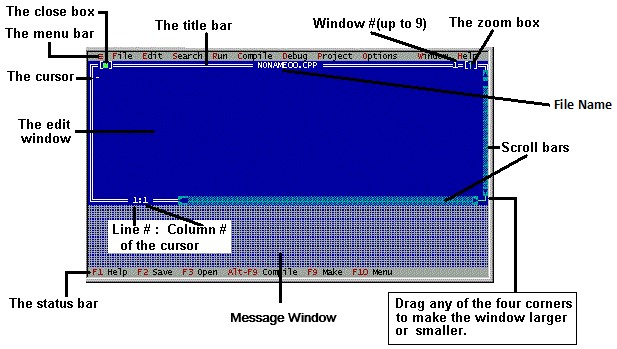 The close box
The title bar
Window #(up to 9)
The zoom box
The menu bar
≡ File Edit Search Run Compile Debug Project Options Window Help
NONAME00.CPP
1=[↑]
The cursor
File Name
The edit
window
Scroll bars
1:1
Line # : Column #
of the cursor
F1 Help F2 Save F3 Open Alt-F9 Compile F9 Make F10 Menu
The status bar
Message Window
Drag any of the four corners
to make the window larger
or smaller.